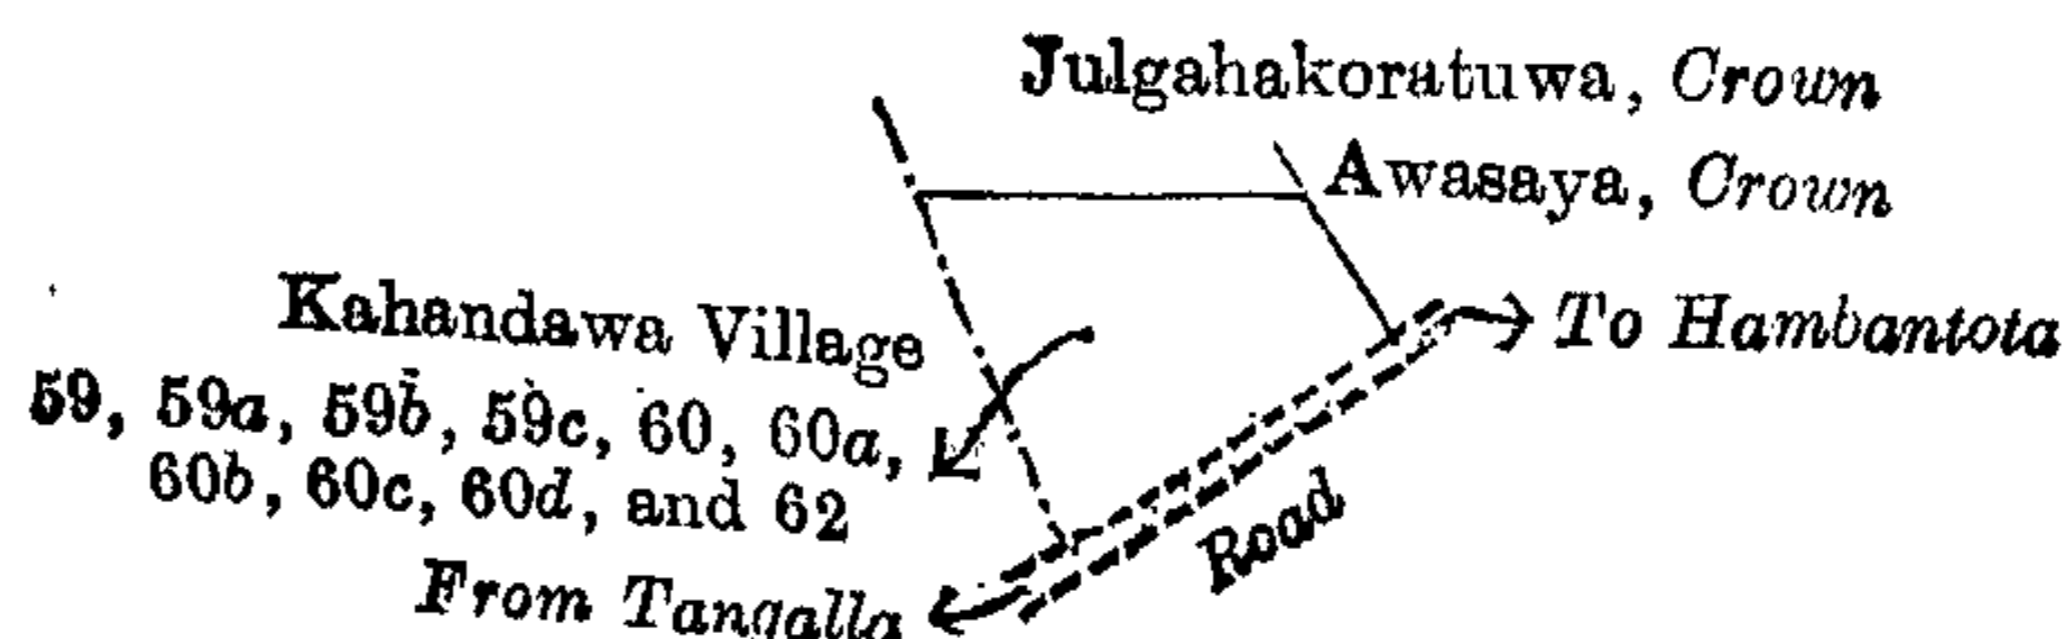 Julgahakoratuwa, Crown
Awasaya, Crown
To Hambantota
Kahandawa Village
59, 59a, 59b, 59c, 60, 60a,
60b, 60c, 60d, and 62
Road
From Tangalla